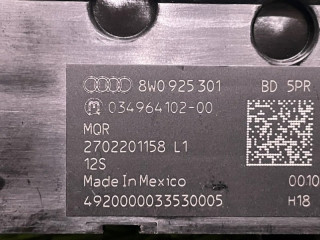 8W0 925 301 BD 5PR
034964102-00
MQR
2702201158 L1
12S
Made In Mexico 0010
4920000033530005 H18